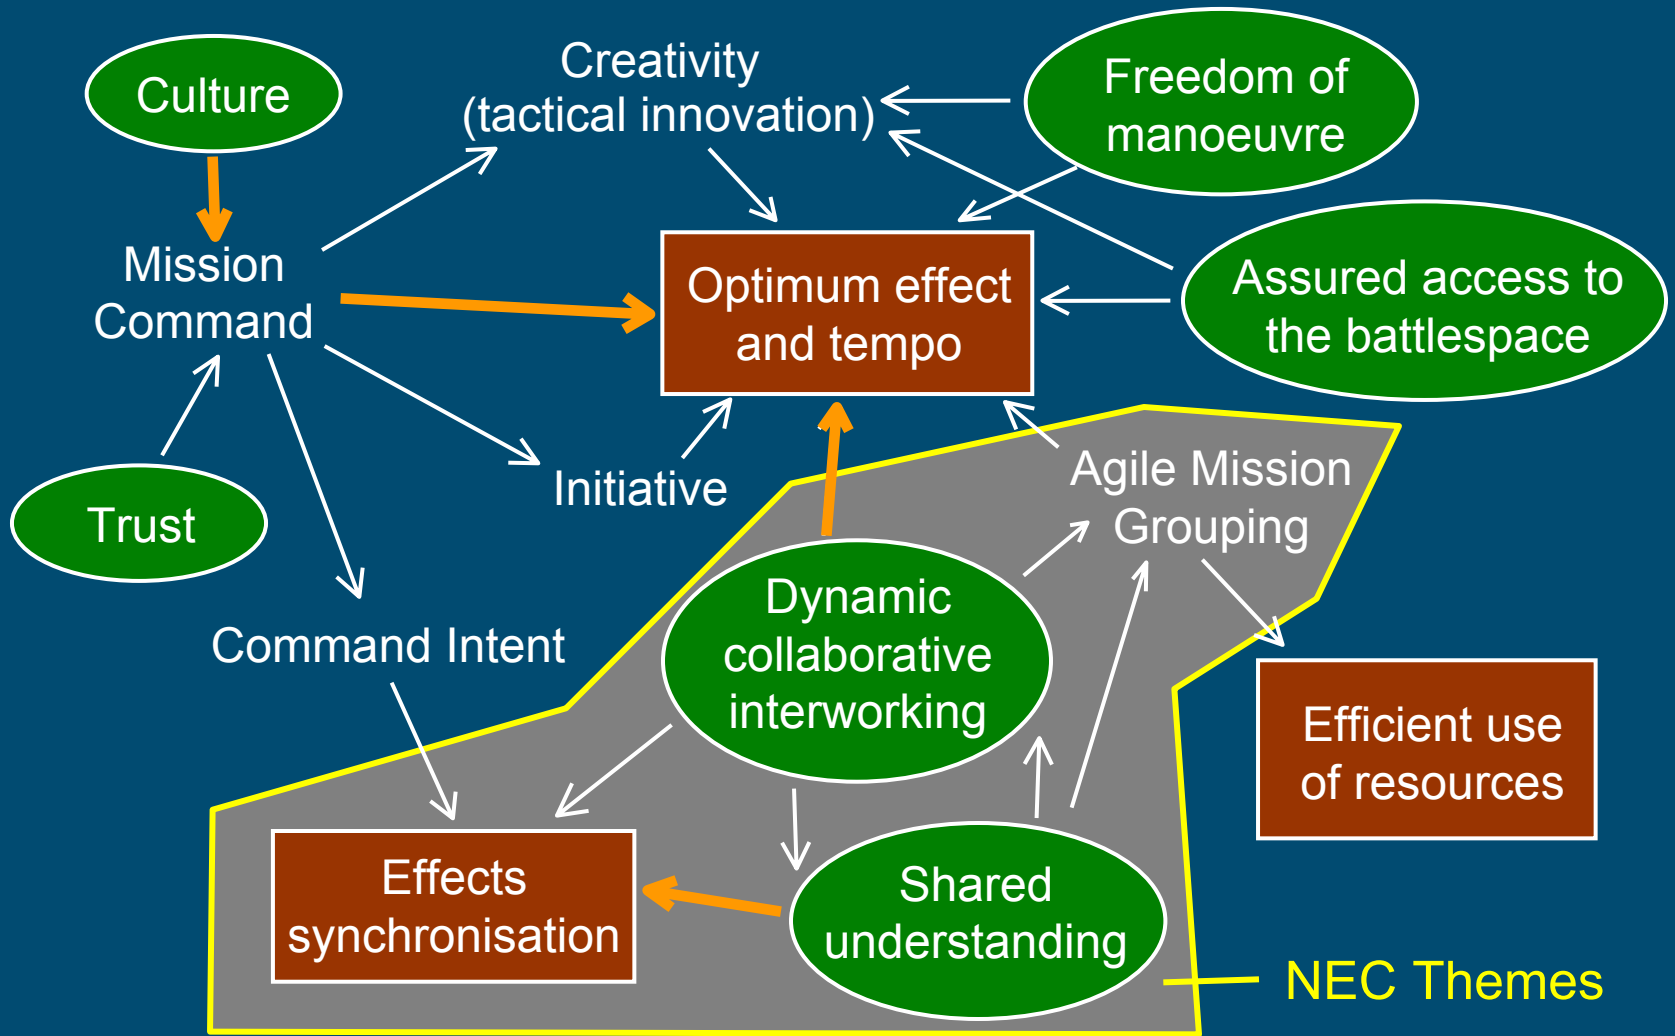 Culture
Creativity
(tactical innovation)
Freedom of
manoeuvre
Mission
Command
Optimum effect
and tempo
Assured access to
the battlespace
Trust
Initiative
Agile Mission
Grouping
Command Intent
Dynamic
collaborative
interworking
Efficient use
of resources
Effects
synchronisation
Shared
understanding
NEC Themes